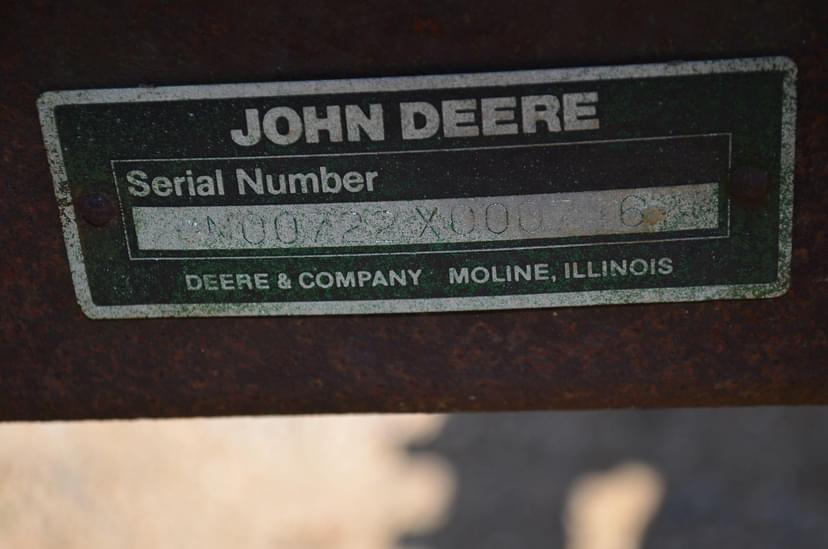 JOHN DEERE
Serial Number
DEERE & COMPANY MOLINE, ILLINOIS